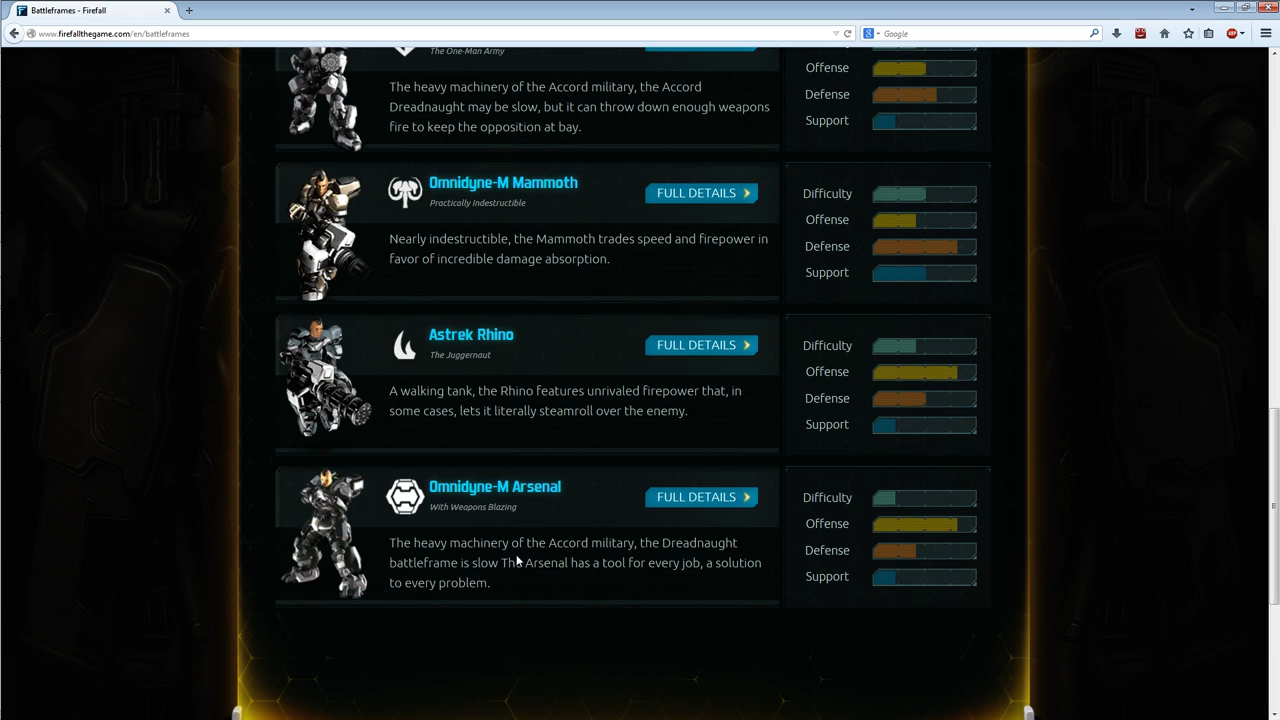 Battleframes - Firefall
www.firefallthegame.com/en/battleframes
Google
The One-Man Army
The heavy machinery of the Accord military, the Accord
Dreadnaught may be slow, but it can throw down enough weapons
fire to keep the opposition at bay.
Offense
Defense
Support
Omnidyne-M Mammoth
Practically Indestructible
FULL DETAILS
Nearly indestructible, the Mammoth trades speed and firepower in
favor of incredible damage absorption.
Difficulty
Offense
Defense
Support
Astrek Rhino
The Juggernaut
FULL DETAILS
A walking tank, the Rhino features unrivaled firepower that, in
some cases, lets it literally steamroll over the enemy.
Difficulty
Offense
Defense
Support
Omnidyne-M Arsenal
With Weapons Blazing
FULL DETAILS
The heavy machinery of the Accord military, the Dreadnaught
battleframe is slow The Arsenal has a tool for every job, a solution
to every problem.
Difficulty
Offense
Defense
Support